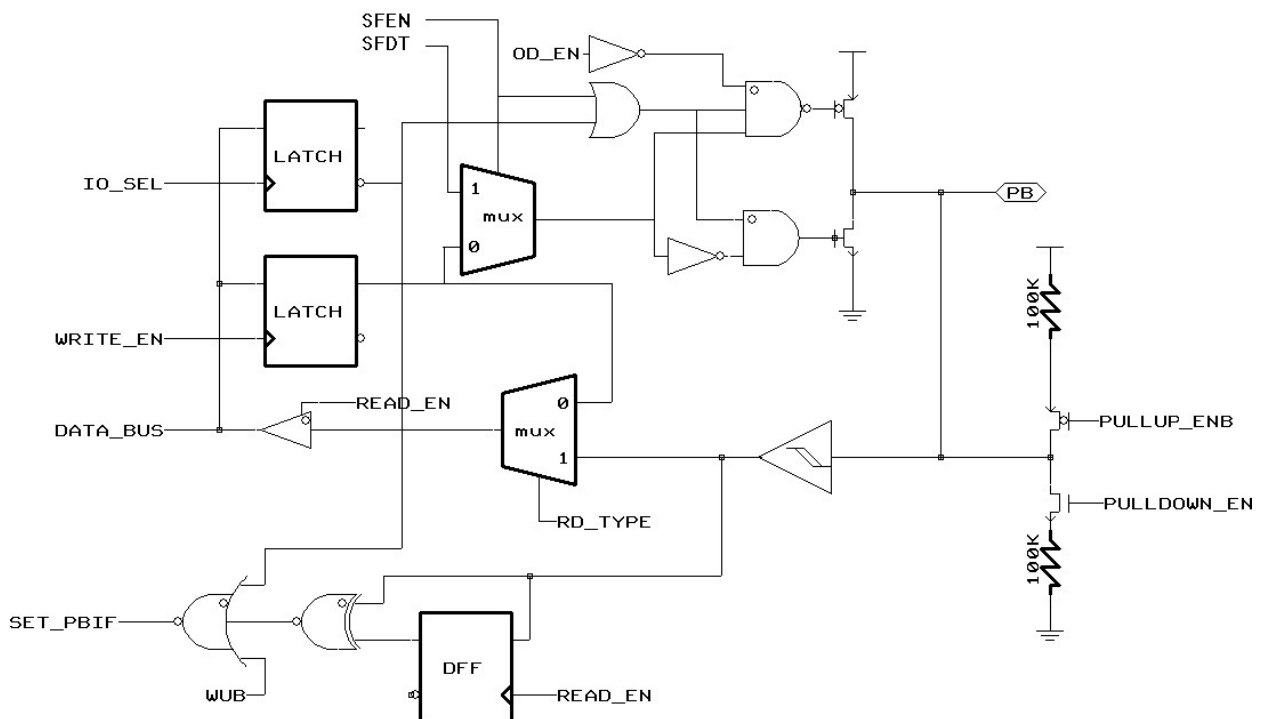 SFEN
SFDT
OD_EN
LATCH
IO_SEL
1
mux
0
PB
LATCH
WRITE_EN
100K
READ_EN
DATA_BUS
0
mux
1
PULLUP_ENB
RD_TYPE
PULLDOWN_EN
100K
SET_PBIF
DFF
WUB
READ_EN